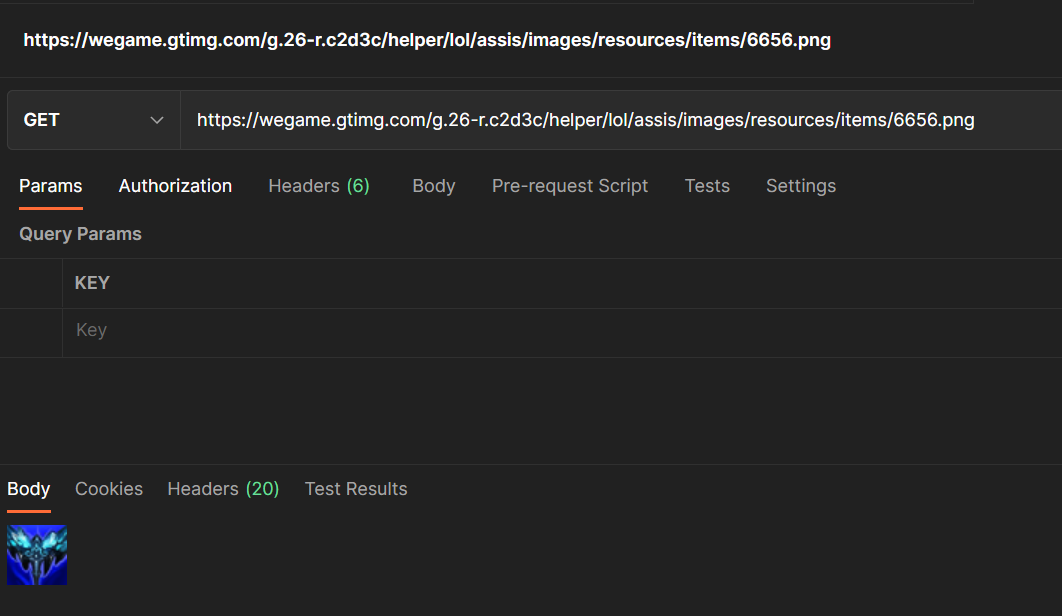 https://wegame.gtimg.com/g.26-r.c2d3c/helper/lol/assis/images/resources/items/6656.png
GET https://wegame.gtimg.com/g.26-r.c2d3c/helper/lol/assis/images/resources/items/6656.png
Params Authorization Headers (6) Body Pre-request Script Tests Settings
Query Params
KEY
Key
Body Cookies Headers (20) Test Results